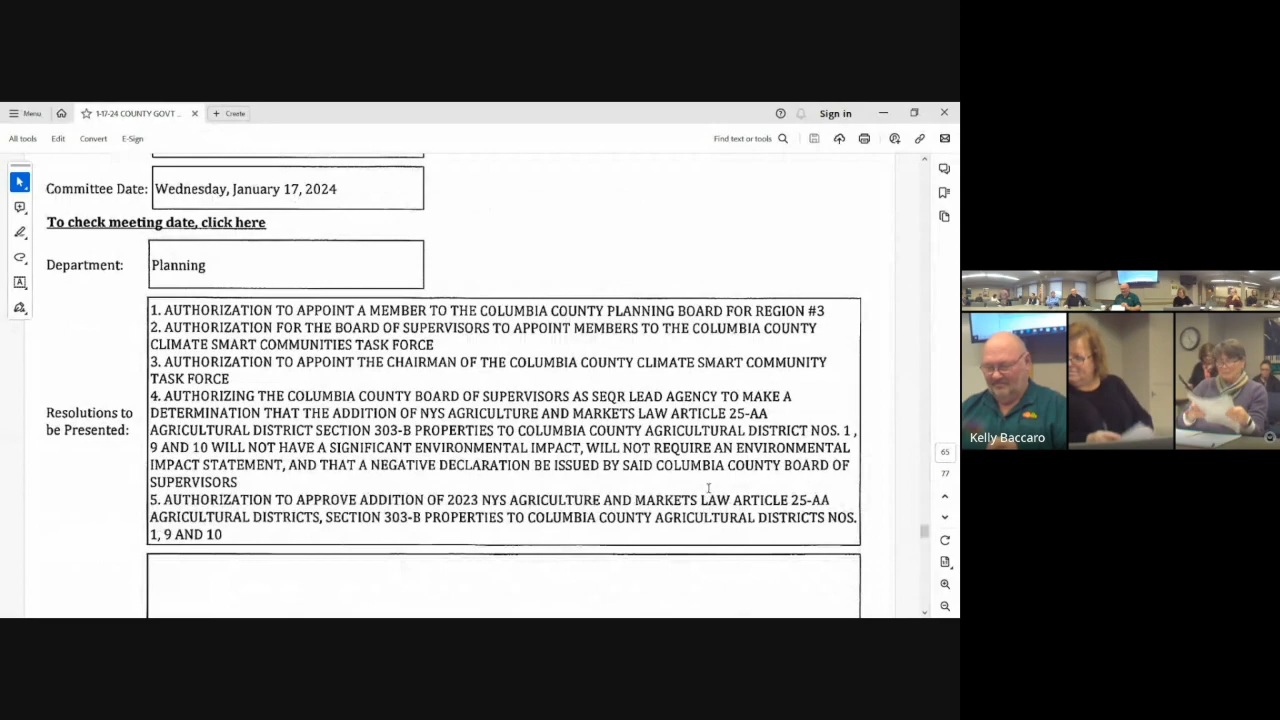 Menu
1-17-24 COUNTY GOVT ...
Create
Sign in
All tools
Edit
Convert
E-Sign
Find text or tools
Committee Date:
Wednesday, January 17, 2024
To check meeting date, click here
Department:
Planning
Resolutions to
be Presented:
1. AUTHORIZATION TO APPOINT A MEMBER TO THE COLUMBIA COUNTY PLANNING BOARD FOR REGION #3
2. AUTHORIZATION FOR THE BOARD OF SUPERVISORS TO APPOINT MEMBERS TO THE COLUMBIA COUNTY
CLIMATE SMART COMMUNITIES TASK FORCE
3. AUTHORIZATION TO APPOINT THE CHAIRMAN OF THE COLUMBIA COUNTY CLIMATE SMART COMMUNITY
TASK FORCE
4. AUTHORIZING THE COLUMBIA COUNTY BOARD OF SUPERVISORS AS SEQR LEAD AGENCY TO MAKE A
DETERMINATION THAT THE ADDITION OF NYS AGRICULTURE AND MARKETS LAW ARTICLE 25-AA
AGRICULTURAL DISTRICT SECTION 303-B PROPERTIES TO COLUMBIA COUNTY AGRICULTURAL DISTRICT NOS. 1 ,
9 AND 10 WILL NOT HAVE A SIGNIFICANT ENVIRONMENTAL IMPACT, WILL NOT REQUIRE AN ENVIRONMENTAL
IMPACT STATEMENT, AND THAT A NEGATIVE DECLARATION BE ISSUED BY SAID COLUMBIA COUNTY BOARD OF
SUPERVISORS
5. AUTHORIZATION TO APPROVE ADDITION OF 2023 NYS AGRICULTURE AND MARKETS LAW ARTICLE 25-AA
AGRICULTURAL DISTRICTS, SECTION 303-B PROPERTIES TO COLUMBIA COUNTY AGRICULTURAL DISTRICTS NOS.
1, 9 AND 10
65
77
Kelly Baccaro